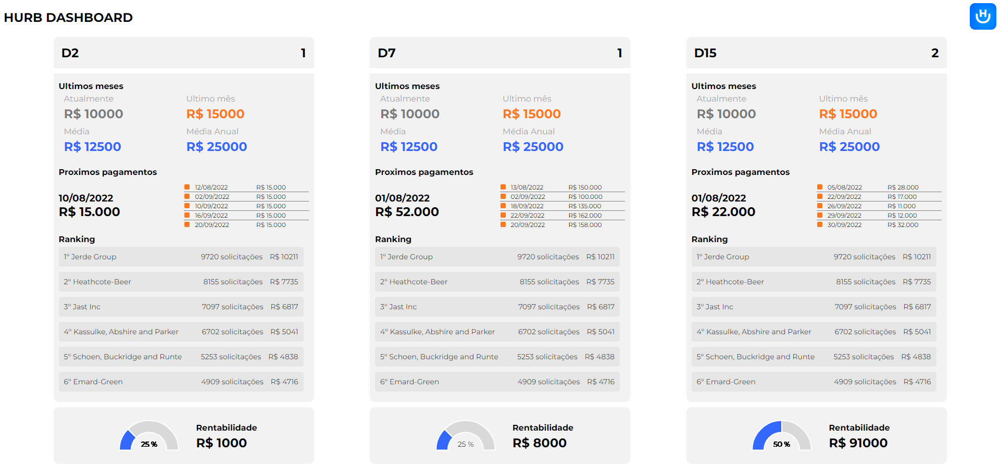 HURB DASHBOARD
H
D2 1
Ultimos meses
Atualmente Ultimo mês
R$ 10000 R$ 15000
Média Média Anual
R$ 12500 R$ 25000
Proximos pagamentos
10/08/2022
R$ 15.000
12/08/2022 R$ 15.000
02/09/2022 R$ 15.000
10/09/2022 R$ 15.000
16/09/2022 R$ 15.000
20/09/2022 R$ 15.000
Ranking
1º Jerde Group 9720 solicitações R$ 10211
2º Heathcote-Beer 8155 solicitações R$ 7735
3º Jast Inc 7097 solicitações R$ 6817
4º Kassulke, Abshire and Parker 6702 solicitações R$ 5041
5º Schoen, Buckridge and Runte 5253 solicitações R$ 4838
6º Emard-Green 4909 solicitações R$ 4716
25 %
Rentabilidade
R$ 1000
D7 1
Ultimos meses
Atualmente Ultimo mês
R$ 10000 R$ 15000
Média Média Anual
R$ 12500 R$ 25000
Proximos pagamentos
01/08/2022
R$ 52.000
13/08/2022 R$ 150.000
02/09/2022 R$ 100.000
18/09/2022 R$ 135.000
22/09/2022 R$ 162.000
20/09/2022 R$ 158.000
Ranking
1º Jerde Group 9720 solicitações R$ 10211
2º Heathcote-Beer 8155 solicitações R$ 7735
3º Jast Inc 7097 solicitações R$ 6817
4º Kassulke, Abshire and Parker 6702 solicitações R$ 5041
5º Schoen, Buckridge and Runte 5253 solicitações R$ 4838
6º Emard-Green 4909 solicitações R$ 4716
25 %
Rentabilidade
R$ 8000
D15 2
Ultimos meses
Atualmente Ultimo mês
R$ 10000 R$ 15000
Média Média Anual
R$ 12500 R$ 25000
Proximos pagamentos
01/08/2022
R$ 22.000
05/08/2022 R$ 28.000
22/09/2022 R$ 17.000
26/09/2022 R$ 11.000
29/09/2022 R$ 12.000
30/09/2022 R$ 32.000
Ranking
1º Jerde Group 9720 solicitações R$ 10211
2º Heathcote-Beer 8155 solicitações R$ 7735
3º Jast Inc 7097 solicitações R$ 6817
4º Kassulke, Abshire and Parker 6702 solicitações R$ 5041
5º Schoen, Buckridge and Runte 5253 solicitações R$ 4838
6º Emard-Green 4909 solicitações R$ 4716
50 %
Rentabilidade
R$ 91000